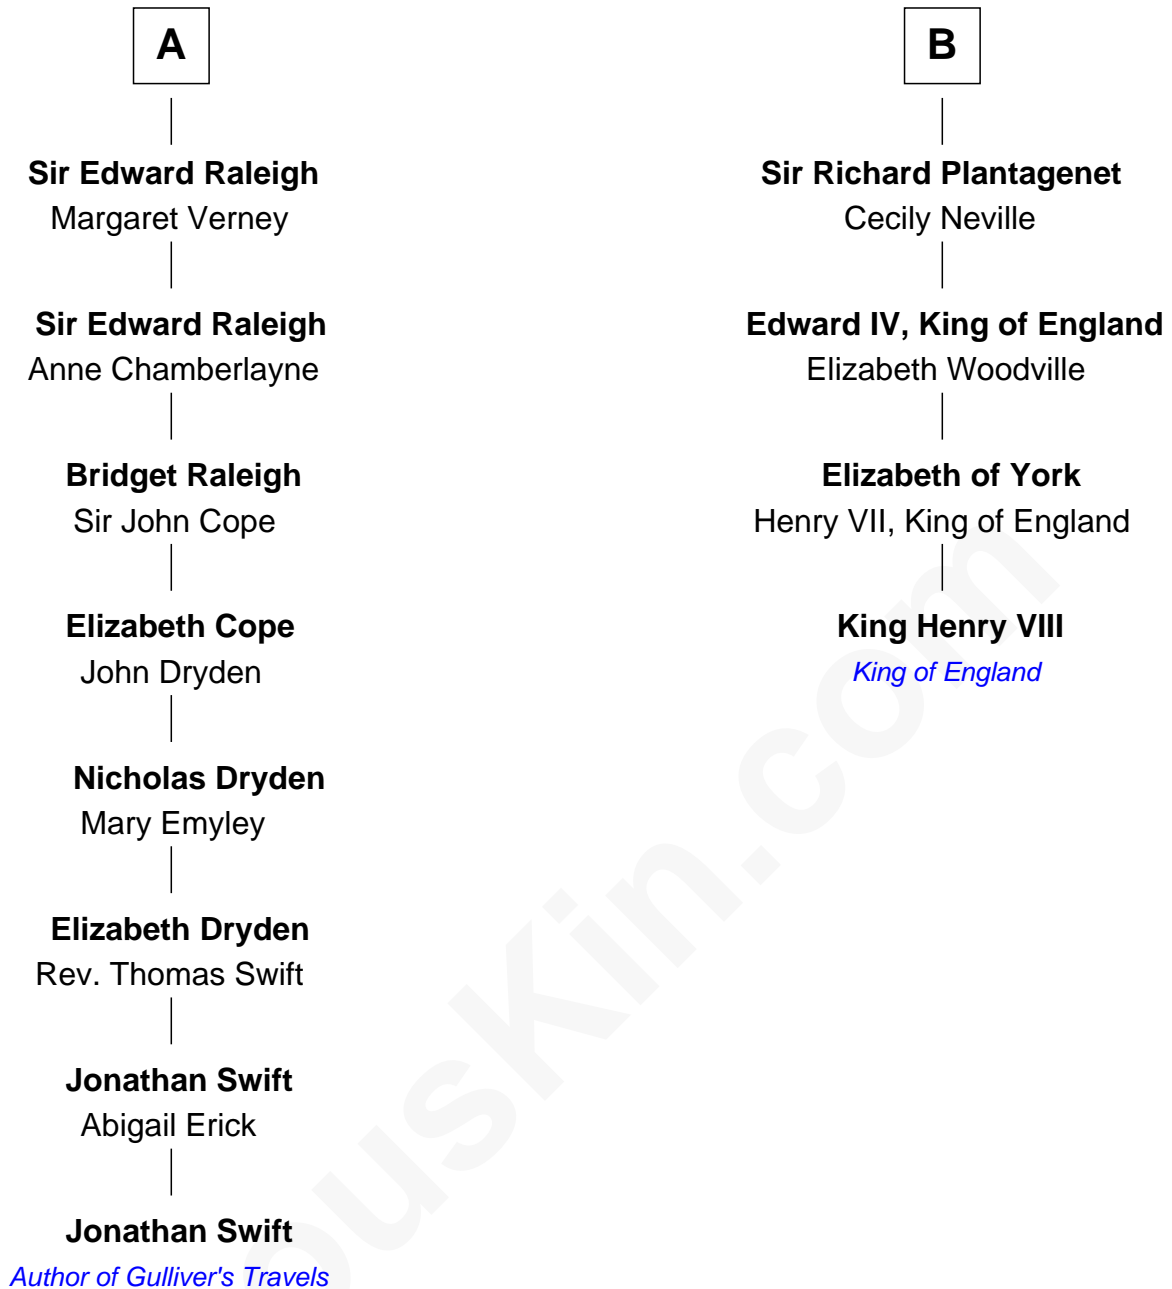 A
Sir Edward Raleigh
Margaret Verney
Sir Edward Raleigh
Anne Chamberlayne
Bridget Raleigh
Sir John Cope
Elizabeth Cope
John Dryden
Nicholas Dryden
Mary Emyley
Elizabeth Dryden
Rev. Thomas Swift
Jonathan Swift
Abigail Erick
Jonathan Swift
Author of Gulliver's Travels
B
Sir Richard Plantagenet
Cecily Neville
Edward IV, King of England
Elizabeth Woodville
Elizabeth of York
Henry VII, King of England
King Henry VIII
King of England
ousKin.com